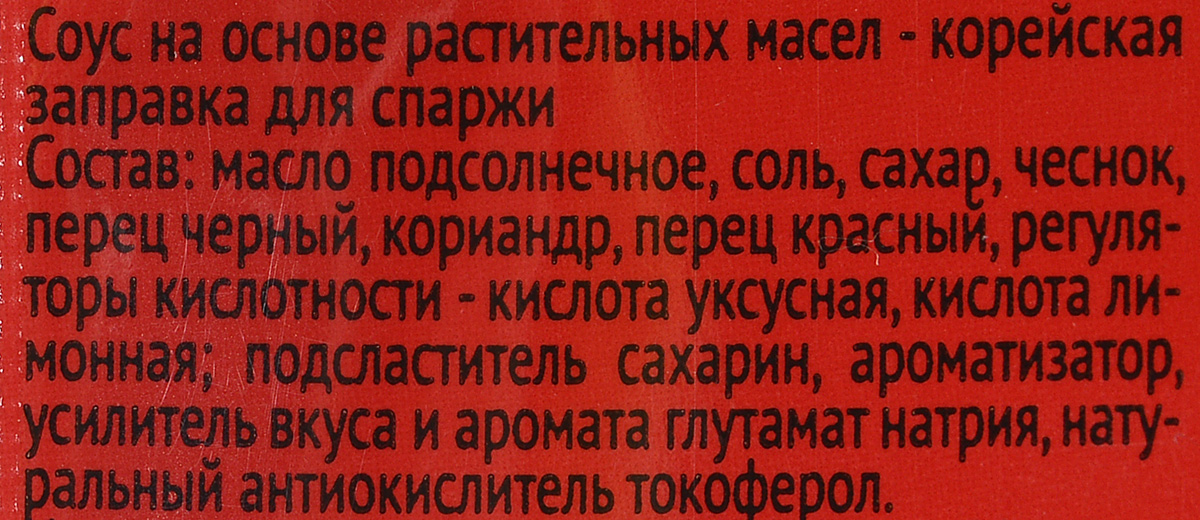 Соус на основе растительных масел - корейская
заправка для спаржи
Состав: масло подсолнечное, соль, сахар, чеснок,
перец черный, кориандр, перец красный, регуля-
торы кислотности - кислота уксусная, кислота ли-
монная; подсластитель сахарин, ароматизатор,
усилитель вкуса и аромата глутамат натрия, нату-
ральный антиокислитель токоферол.